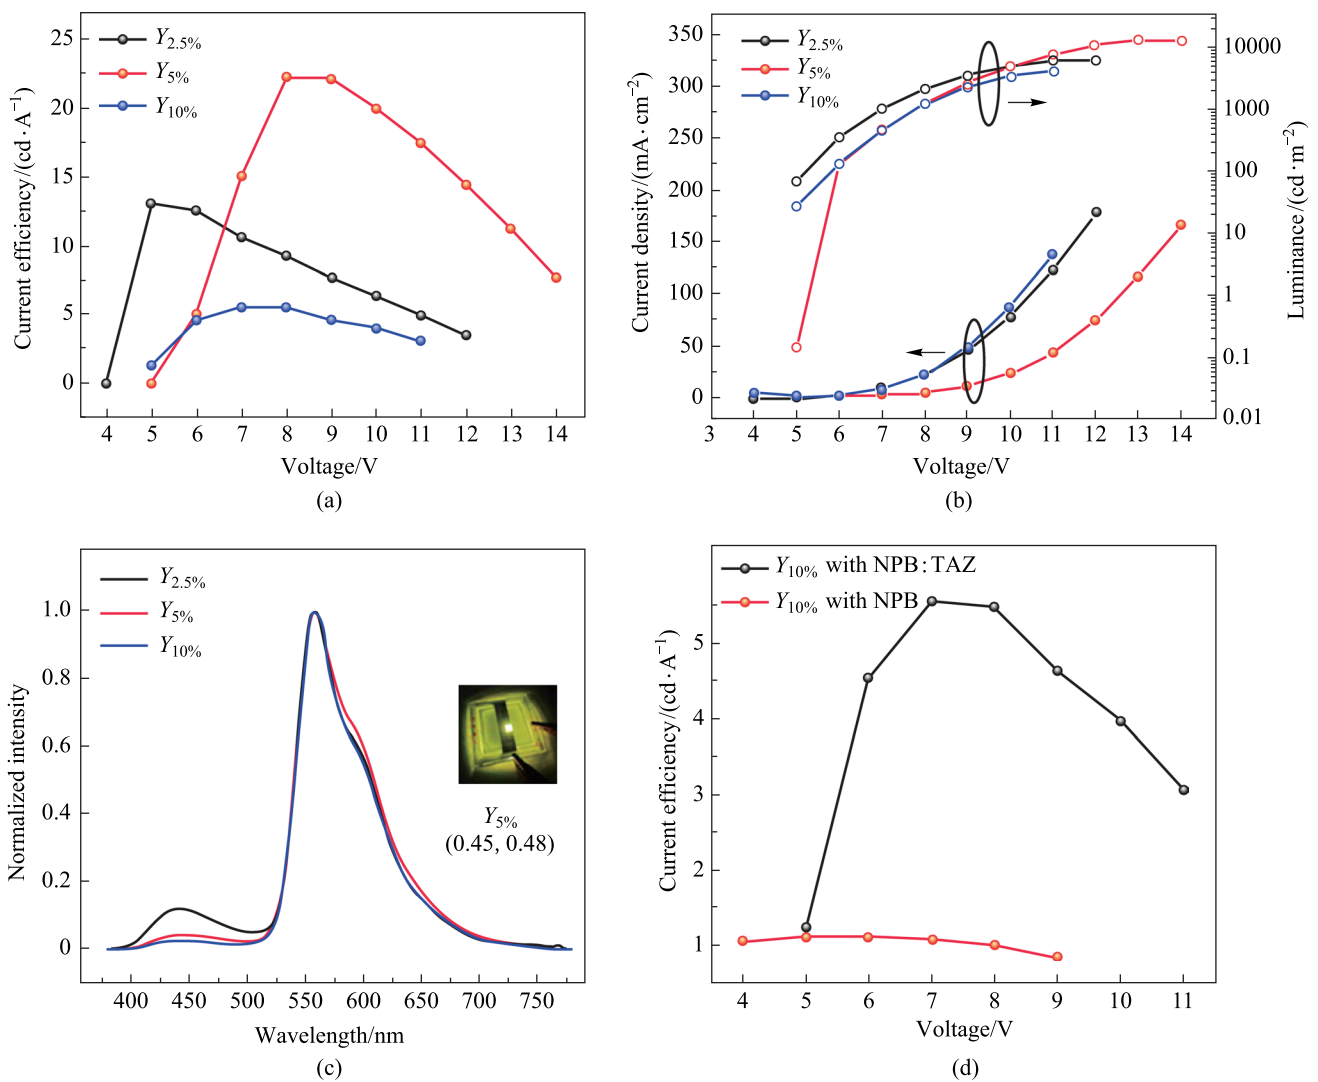 Current efficiency/(cd·A⁻¹)
25
20
15
10
5
0
Y2.5%
Y5%
Y10%
4 5 6 7 8 9 10 11 12 13 14
Voltage/V
(a)
Current density/(mA·cm⁻²)
350
300
250
200
150
100
50
0
Y2.5%
Y5%
Y10%
10000
1000
100
10
1
0.1
0.01
Luminance/(cd·m⁻²)
3 4 5 6 7 8 9 10 11 12 13 14
Voltage/V
(b)
Normalized intensity
1.0
0.8
0.6
0.4
0.2
0
Y2.5%
Y5%
Y10%
Y5%
(0.45, 0.48)
400 450 500 550 600 650 700 750
Wavelength/nm
(c)
Current efficiency/(cd·A⁻¹)
5
4
3
2
1
Y10% with NPB:TAZ
Y10% with NPB
4 5 6 7 8 9 10 11
Voltage/V
(d)